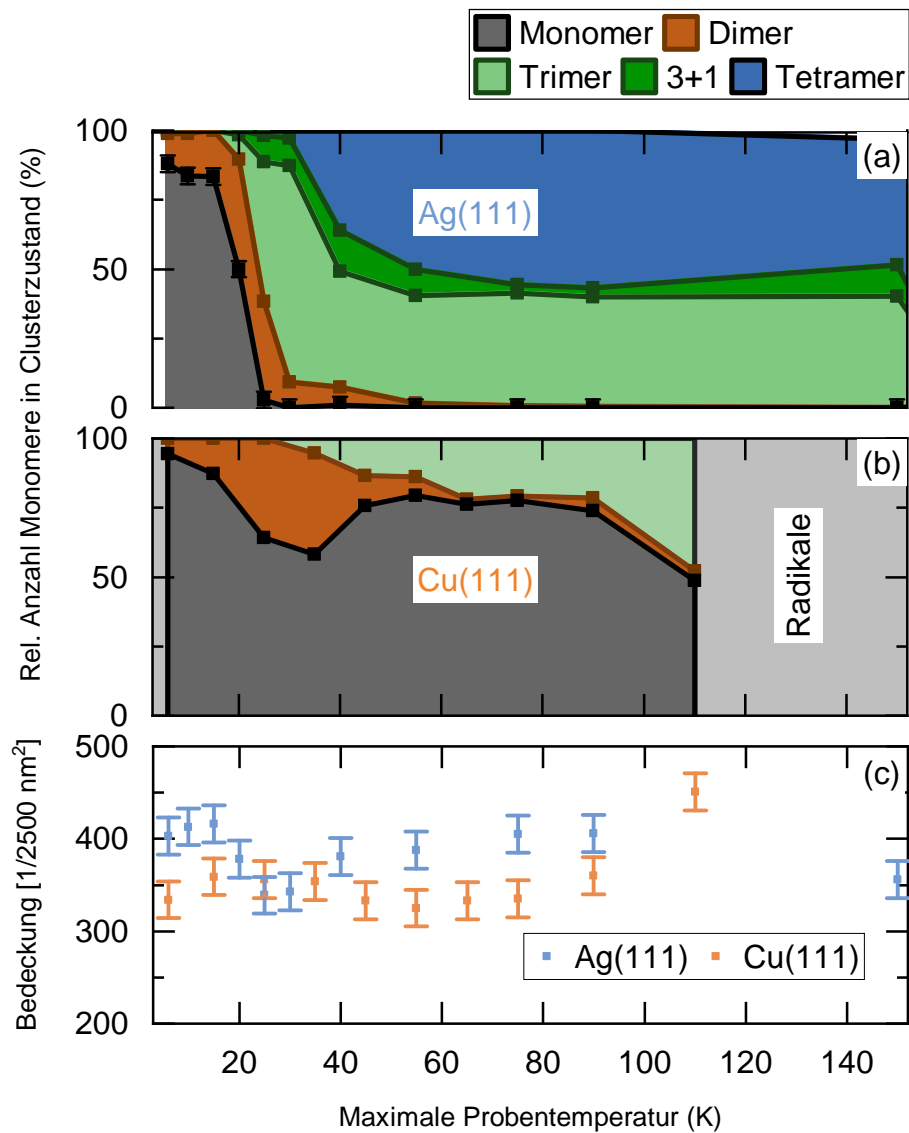 Monomer Dimer
Trimer 3+1 Tetramer
Rel. Anzahl Monomere in Clusterzustand (%)
100
50
0
(a)
Ag(111)
100
50
0
(b)
Cu(111)
Radikale
Bedeckung [1/2500 nm²]
500
400
300
200
(c)
Ag(111) Cu(111)
20 40 60 80 100 120 140
Maximale Probentemperatur (K)